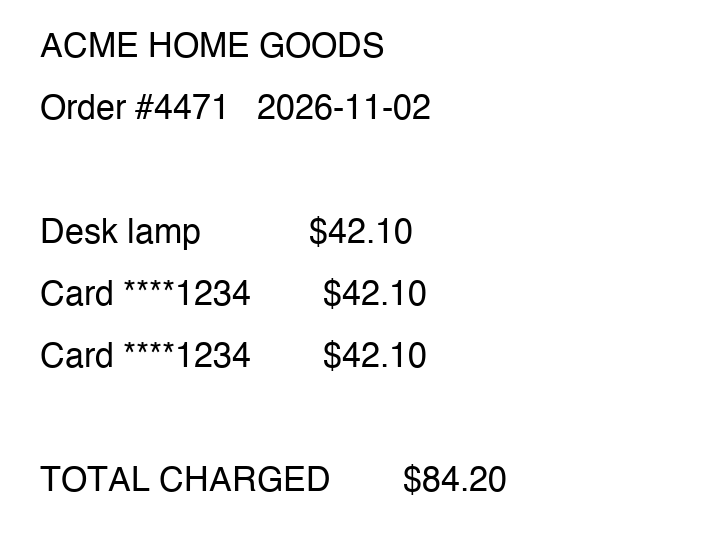 ACME HOME GOODS
Order #4471 2026-11-02
Desk lamp $42.10
Card ****1234 $42.10
Card ****1234 $42.10
TOTAL CHARGED $84.20